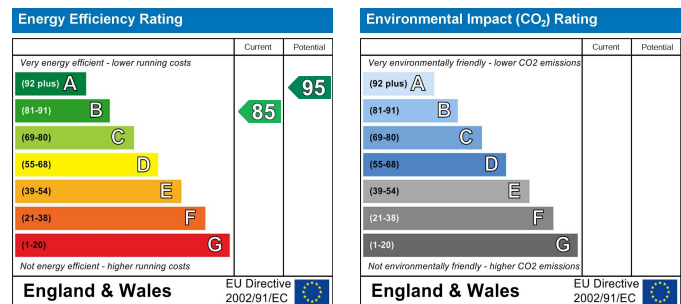 Energy Efficiency Rating
Current Potential
Very energy efficient - lower running costs
(92 plus) A
95
(81-91) B
85
(69-80) C
(55-68) D
(39-54) E
(21-38) F
(1-20) G
Not energy efficient - higher running costs
England & Wales
EU Directive
2002/91/EC
Environmental Impact (CO₂) Rating
Current Potential
Very environmentally friendly - lower CO2 emissions
(92 plus) A
(81-91) B
(69-80) C
(55-68) D
(39-54) E
(21-38) F
(1-20) G
Not environmentally friendly - higher CO2 emissions
England & Wales
EU Directive
2002/91/EC